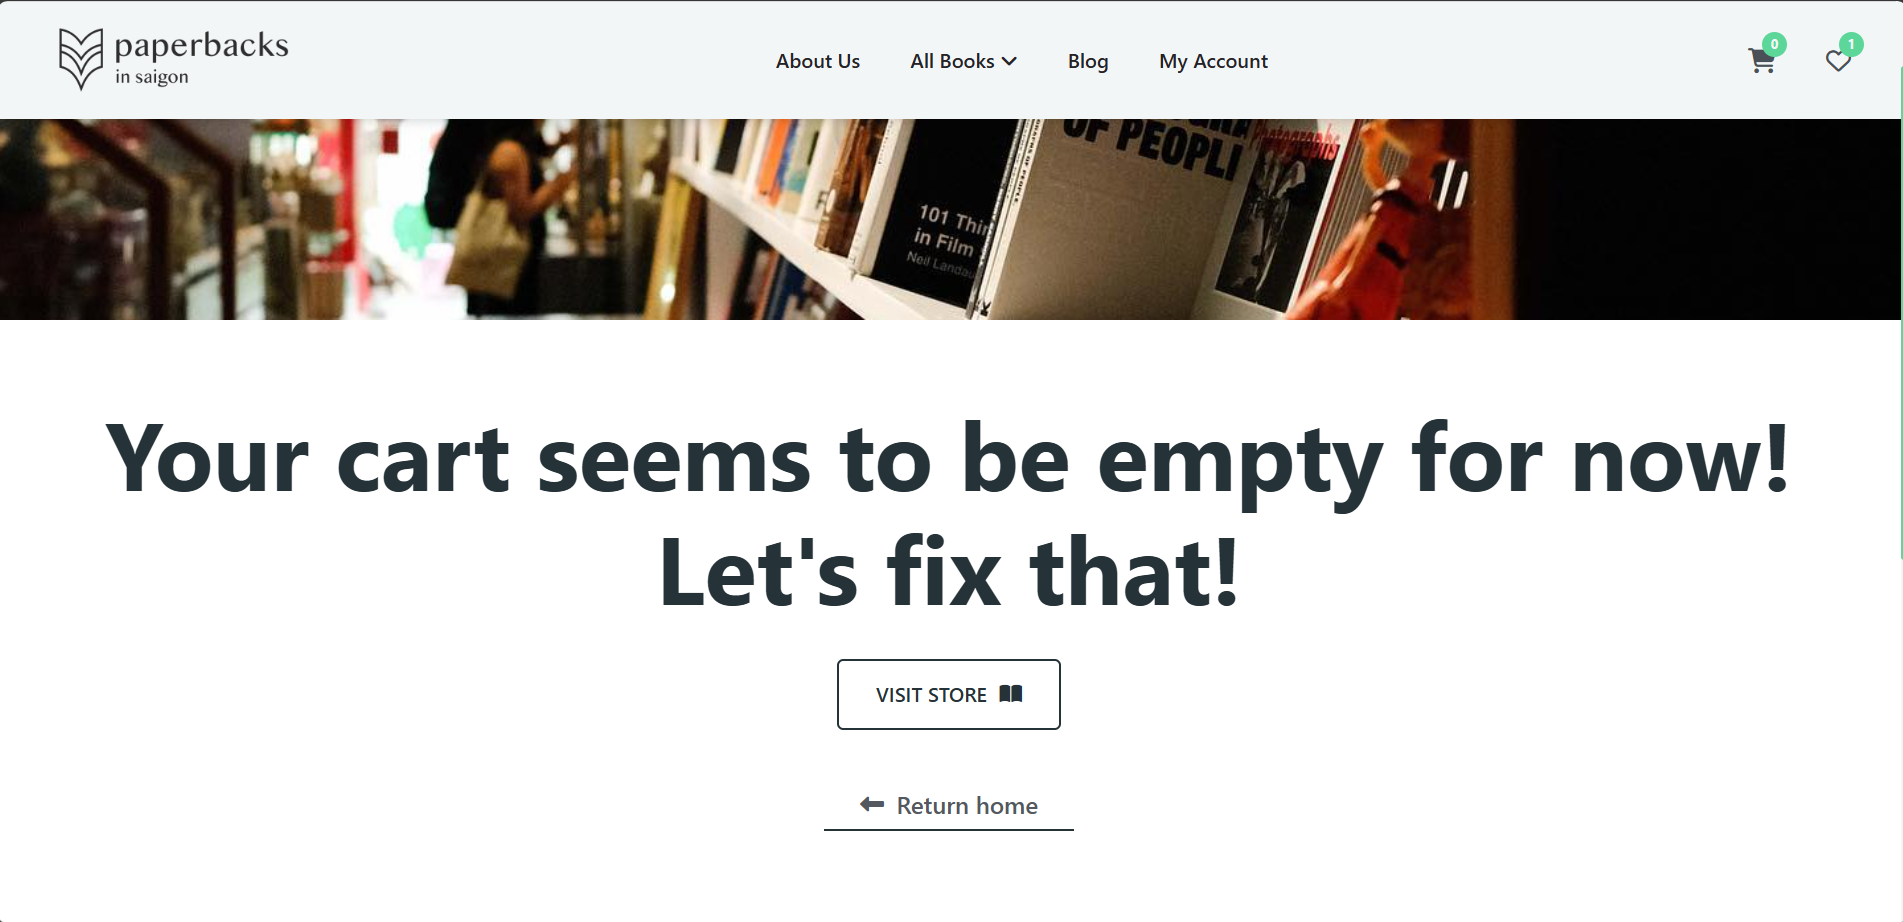 paperbacks
in saigon
About Us
All Books
Blog
My Account
0
1
OF PEOPL
Photographs
101
in Film
Neil Landau
Your cart seems to be empty for now!
Let's fix that!
VISIT STORE
Return home